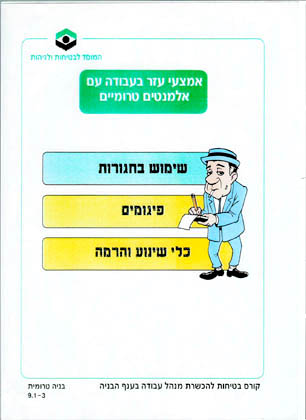 המוסד לבטיחות ולגיהות
אמצעי עזר בעבודה עם
אלמנטים טרומיים
שימוש בחגורות
פיגומים
כלי שינוע והרמה
קורס בטיחות להכשרת מנהל עבודה בענף הבניה
בניה טרומית
9.1-3